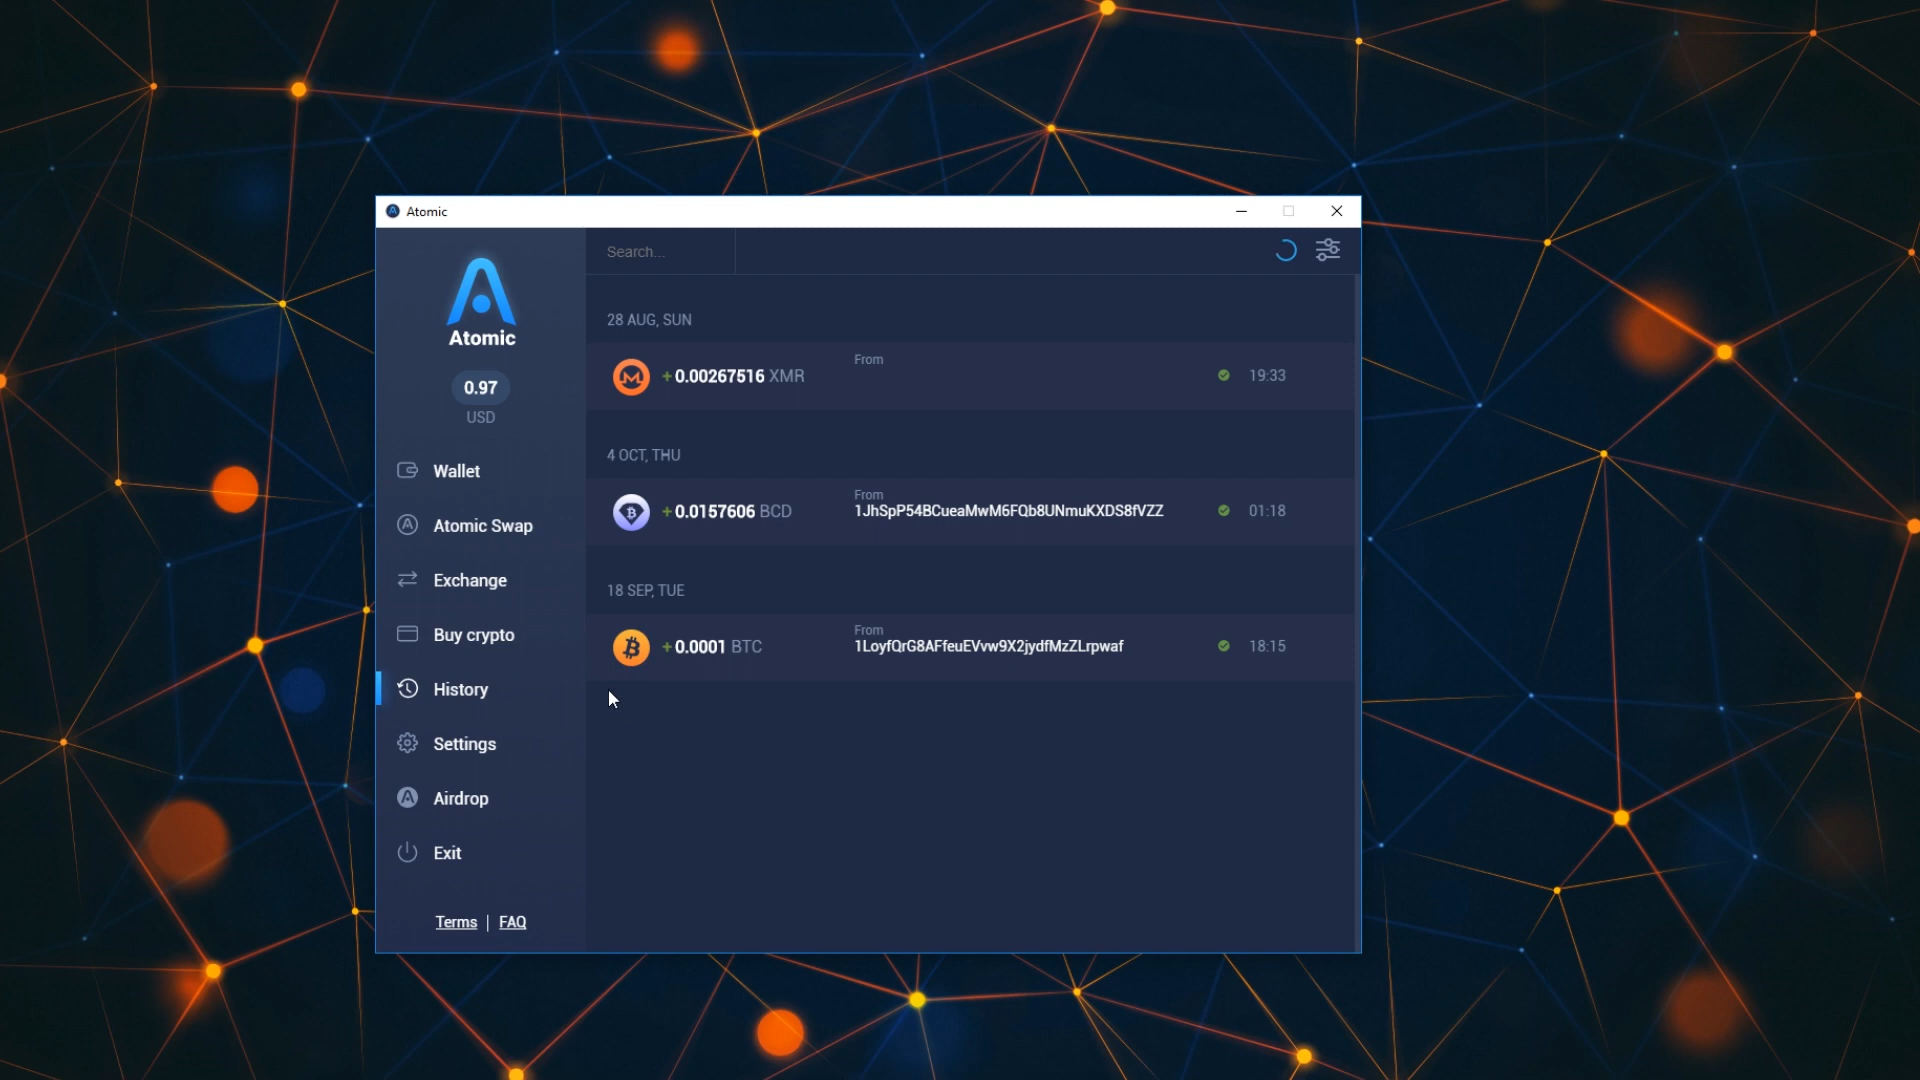 Atomic
Search...
Atomic
0.97
USD
Wallet
Atomic Swap
Exchange
Buy crypto
History
Settings
Airdrop
Exit
Terms | FAQ
28 AUG, SUN
From
+0.00267516 XMR 19:33
4 OCT, THU
From
+0.0157606 BCD 1JhSpP54BCueaMwM6FQb8UNmuKXDS8fVZZ 01:18
18 SEP, TUE
From
+0.0001 BTC 1LoyfQrG8AFfeuEVvw9X2jydfMzZLrpwaf 18:15